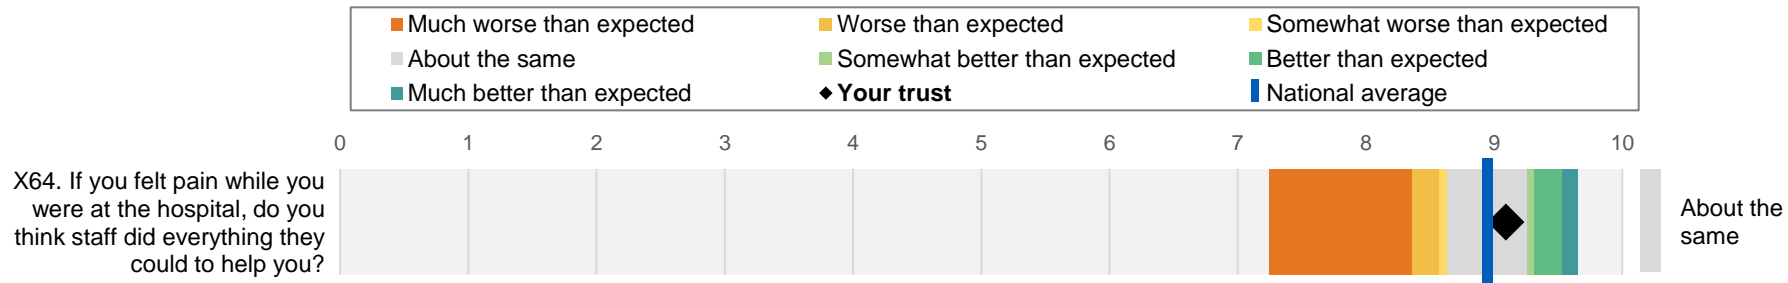 Much worse than expected
Worse than expected
Somewhat worse than expected
About the same
Somewhat better than expected
Better than expected
Much better than expected
Your trust
National average
0 1 2 3 4 5 6 7 8 9 10
X64. If you felt pain while you
were at the hospital, do you
think staff did everything they
could to help you?
About the
same